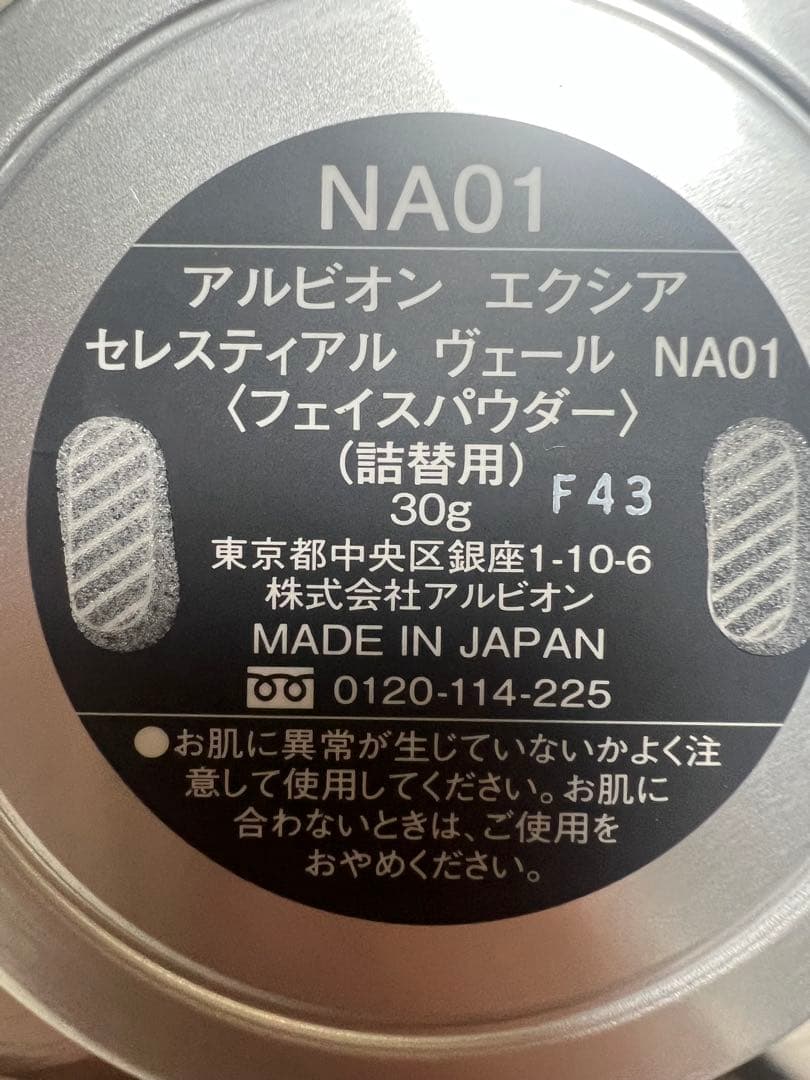 NA01
アルビオン エクシア
セレスティアル ヴェール NA01
〈フェイスパウダー〉
(詰替用)
30g F43
東京都中央区銀座1-10-6
株式会社アルビオン
MADE IN JAPAN
0120-114-225
●お肌に異常が生じていないかよく注
意して使用してください。お肌に
合わないときは、ご使用を
おやめください。